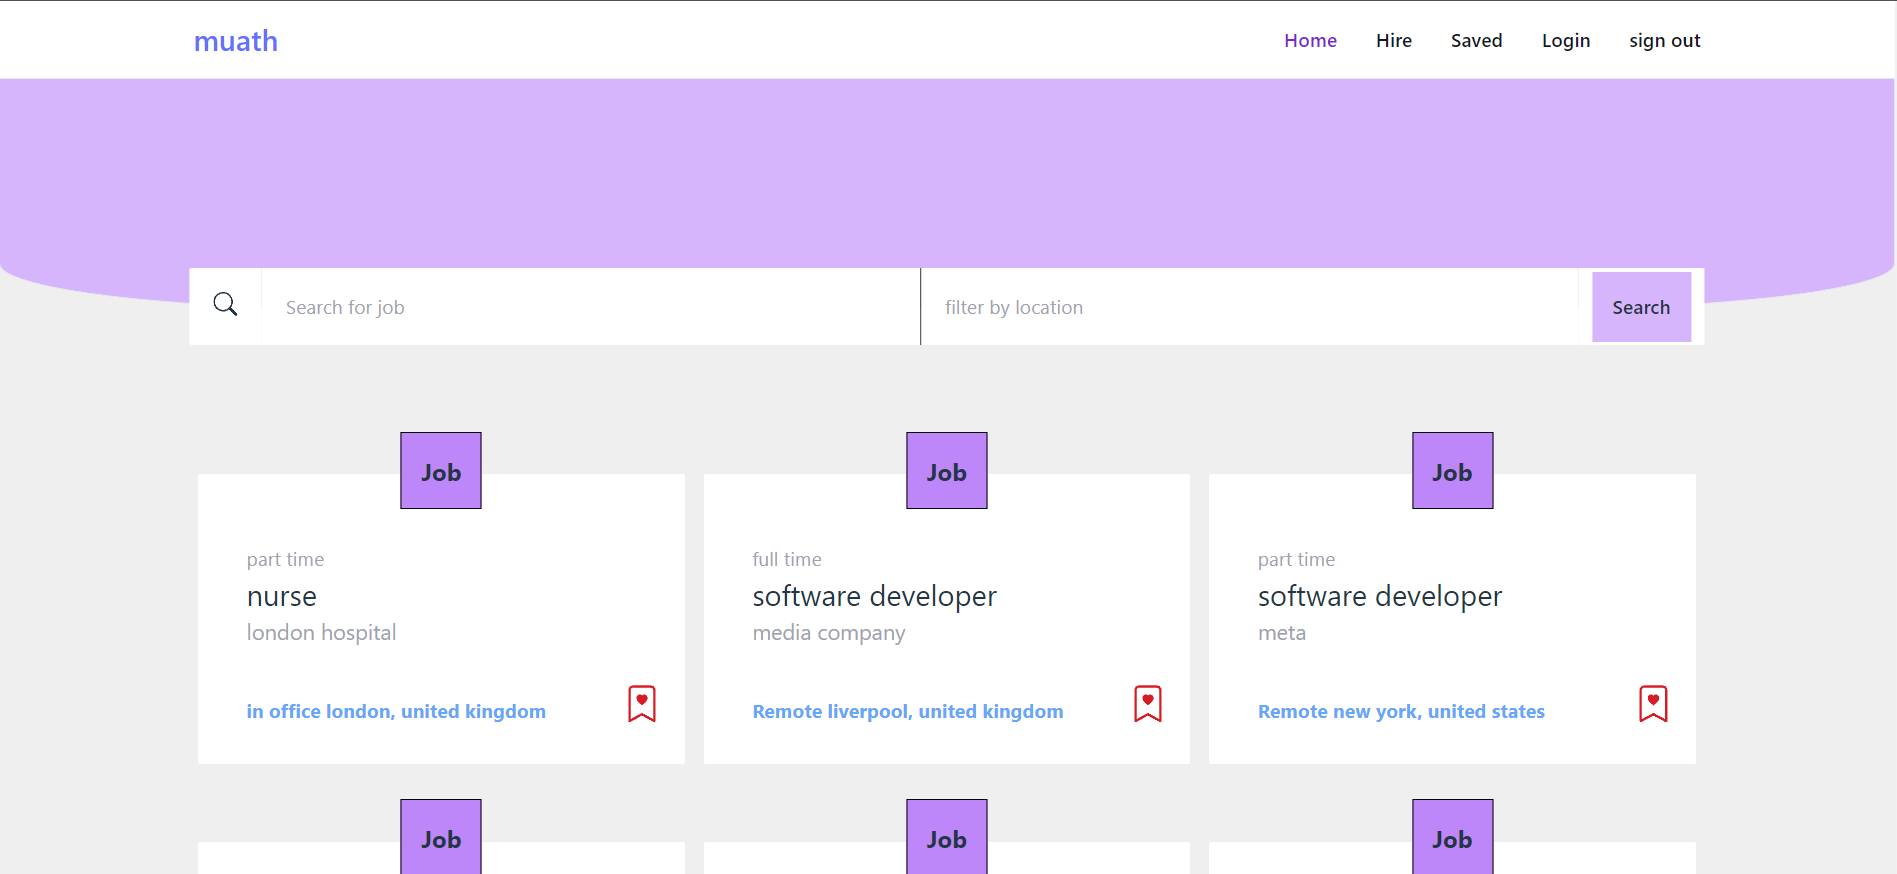 muath
Home Hire Saved Login sign out
Search for job filter by location Search
Job Job Job
part time
nurse
london hospital
in office london, united kingdom
full time
software developer
media company
Remote liverpool, united kingdom
part time
software developer
meta
Remote new york, united states
Job Job Job